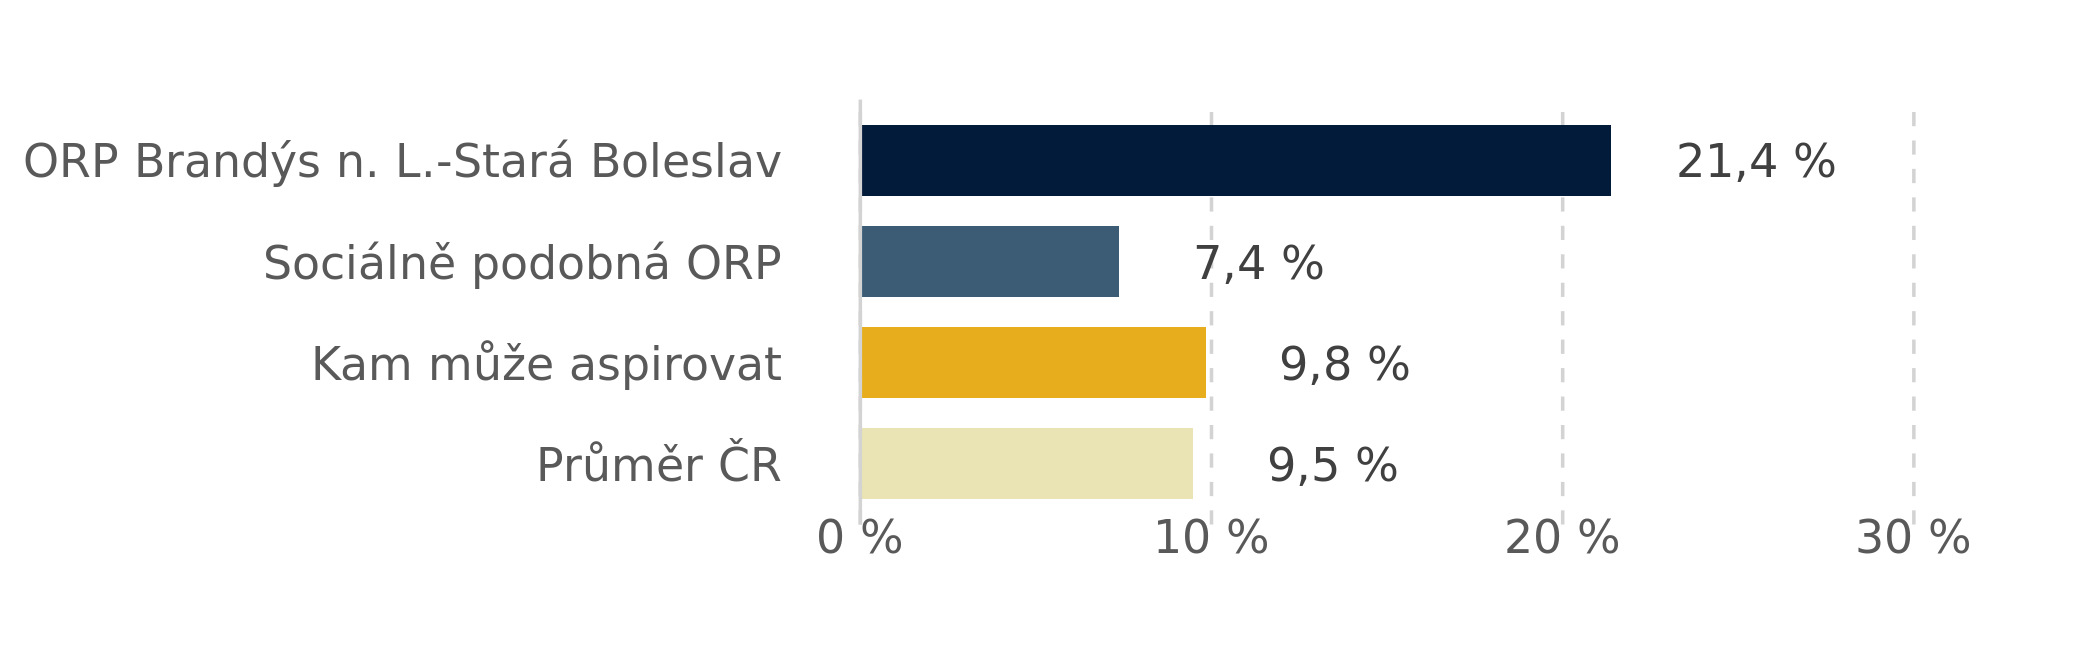 ORP Brandýs n. L.-Stará Boleslav 21,4 %
Sociálně podobná ORP 7,4 %
Kam může aspirovat 9,8 %
Průměr ČR 9,5 %
0 % 10 % 20 % 30 %